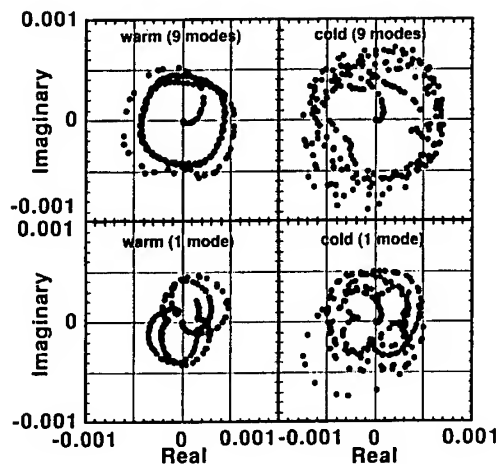 0.001
warm (9 modes)
cold (9 modes)
Imaginary
0
-0.001
0.001
warm (1 mode)
cold (1 mode)
Imaginary
0
-0.001
-0.001
0
0.001
-0.001
0
0.001
Real
Real